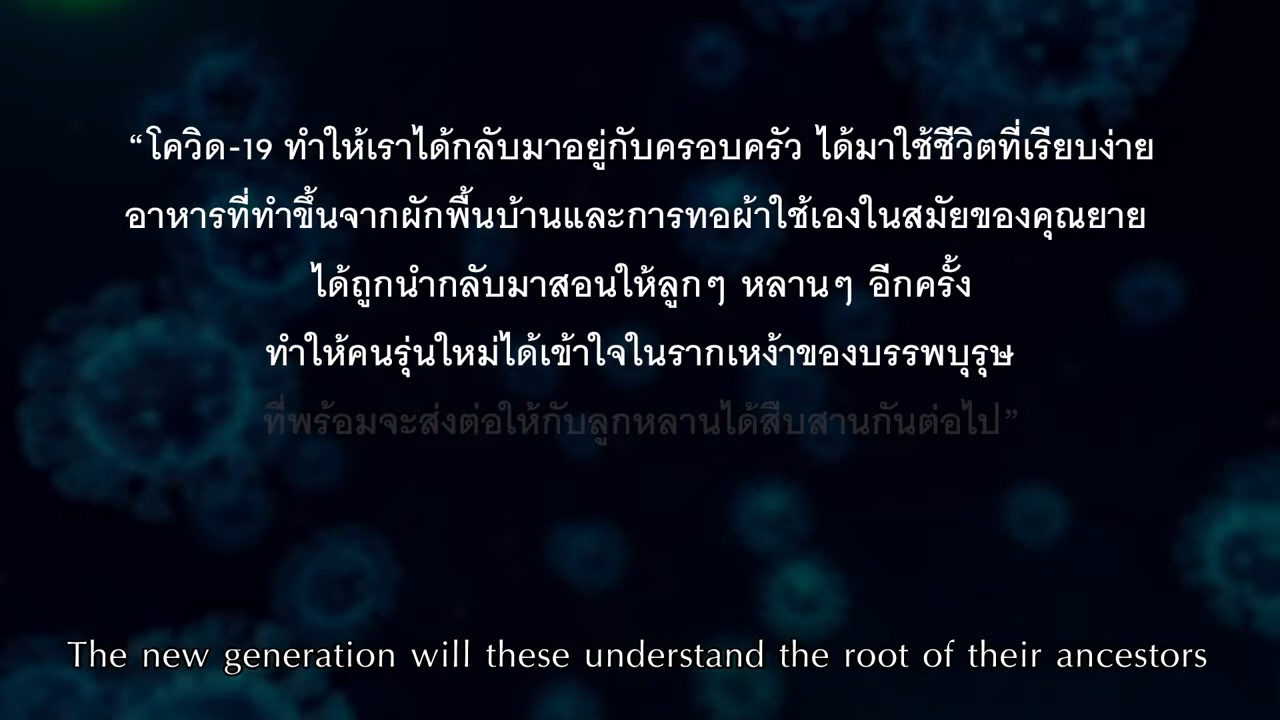 “โควิด-19 ทำให้เราได้กลับมาอยู่กับครอบครัว ได้มาใช้ชีวิตที่เรียบง่าย
อาหารที่ทำขึ้นจากผักพื้นบ้านและการทอผ้าใช้เองในสมัยของคุณยาย
ได้ถูกนำกลับมาสอนให้ลูกๆ หลานๆ อีกครั้ง
ทำให้คนรุ่นใหม่ได้เข้าใจในรากเหง้าของบรรพบุรุษ
ที่พร้อมจะส่งต่อให้กับลูกหลานได้สืบสานกันต่อไป”
The new generation will these understand the root of their ancestors